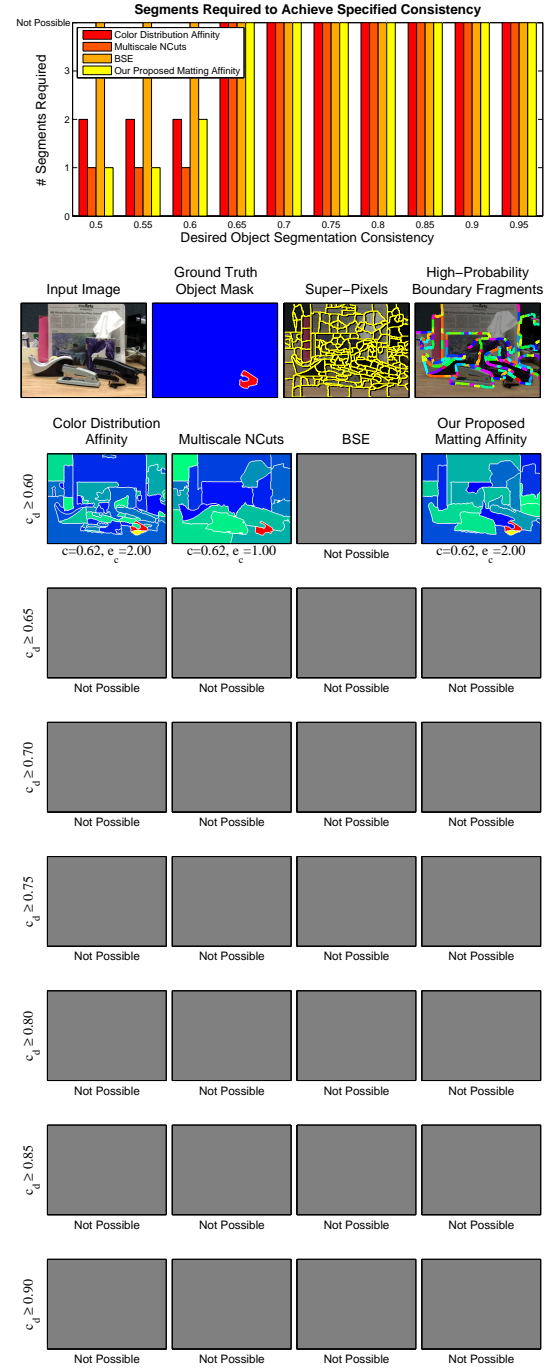 Segments Required to Achieve Specified Consistency
Not Possible
3
2
1
0
# Segments Required
Color Distribution Affinity
Multiscale NCuts
BSE
Our Proposed Matting Affinity
0.5 0.55 0.6 0.65 0.7 0.75 0.8 0.85 0.9 0.95
Desired Object Segmentation Consistency
Input Image
Ground Truth
Object Mask
Super−Pixels
High−Probability
Boundary Fragments
Color Distribution
Affinity
Multiscale NCuts
BSE
Our Proposed
Matting Affinity
c_d ≥ 0.60
c=0.62, e_c=2.00
c=0.62, e_c=1.00
Not Possible
c=0.62, e_c=2.00
c_d ≥ 0.65
Not Possible Not Possible Not Possible Not Possible
c_d ≥ 0.70
Not Possible Not Possible Not Possible Not Possible
c_d ≥ 0.75
Not Possible Not Possible Not Possible Not Possible
c_d ≥ 0.80
Not Possible Not Possible Not Possible Not Possible
c_d ≥ 0.85
Not Possible Not Possible Not Possible Not Possible
c_d ≥ 0.90
Not Possible Not Possible Not Possible Not Possible